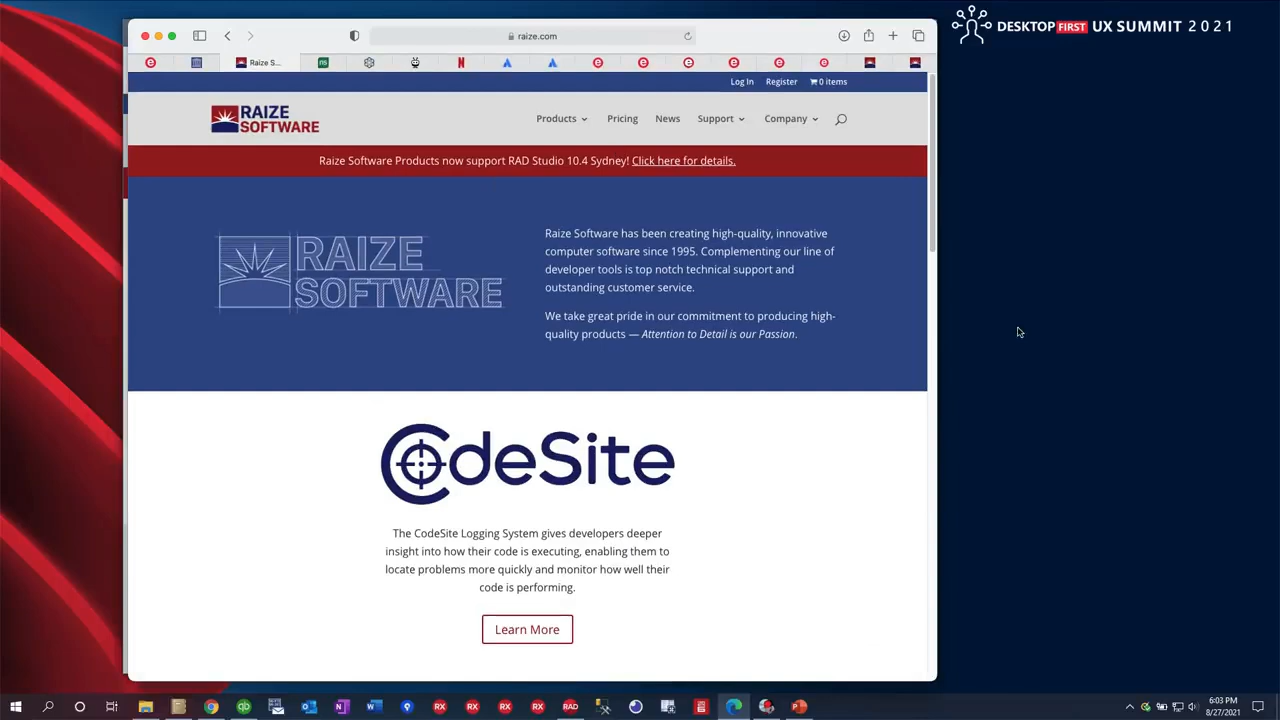 DESKTOP FIRST UX SUMMIT 2021
raize.com
Raize S...
Log In Register 0 items
RAIZE
SOFTWARE
Products Pricing News Support Company
Raize Software Products now support RAD Studio 10.4 Sydney! Click here for details.
RAIZE
SOFTWARE
Raize Software has been creating high-quality, innovative
computer software since 1995. Complementing our line of
developer tools is top notch technical support and
outstanding customer service.
We take great pride in our commitment to producing high-
quality products — Attention to Detail is our Passion.
CodeSite
The CodeSite Logging System gives developers deeper
insight into how their code is executing, enabling them to
locate problems more quickly and monitor how well their
code is performing.
Learn More
RX RX RX RX RAD
6:03 PM
8/27/2021